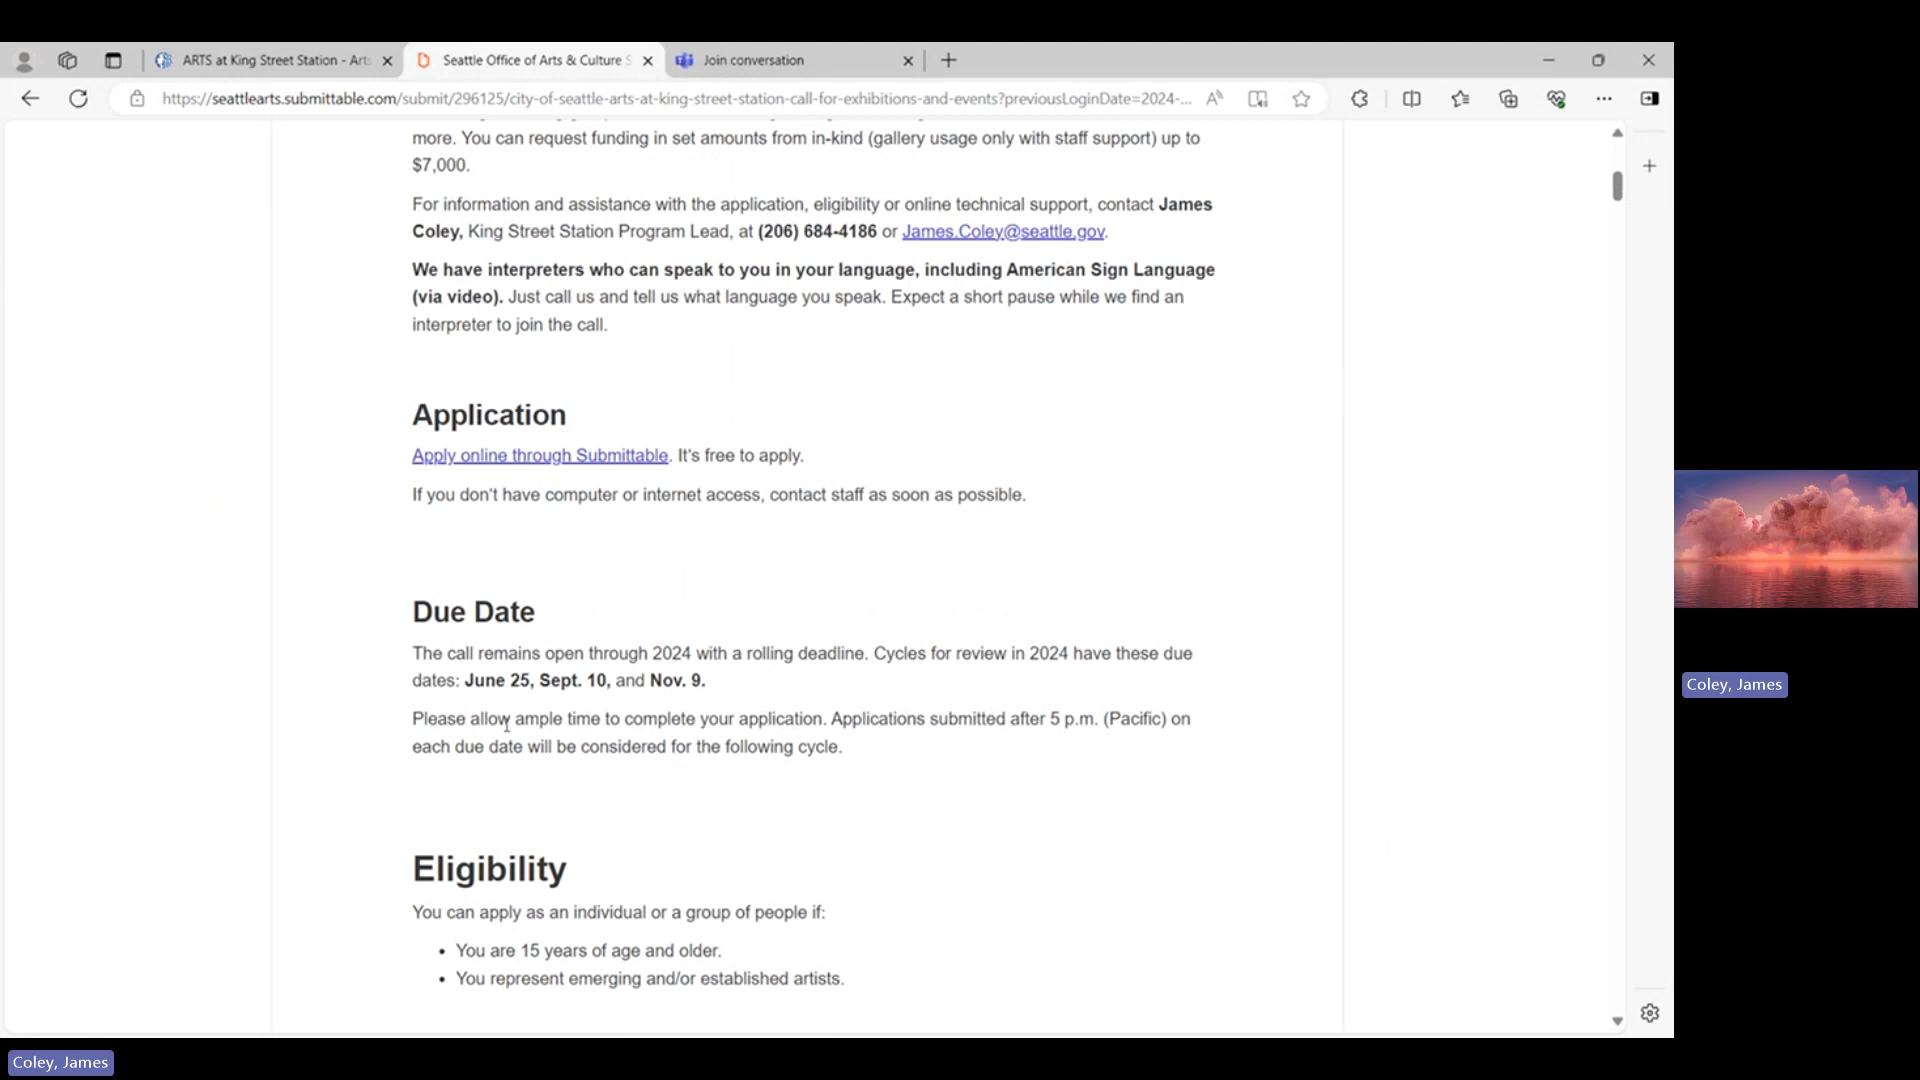 ARTS at King Street Station - Arts
Seattle Office of Arts & Culture S
Join conversation
https://seattlearts.submittable.com/submit/296125/city-of-seattle-arts-at-king-street-station-call-for-exhibitions-and-events?previousLoginDate=2024-...
more. You can request funding in set amounts from in-kind (gallery usage only with staff support) up to
$7,000.
For information and assistance with the application, eligibility or online technical support, contact James
Coley, King Street Station Program Lead, at (206) 684-4186 or James.Coley@seattle.gov.
We have interpreters who can speak to you in your language, including American Sign Language
(via video). Just call us and tell us what language you speak. Expect a short pause while we find an
interpreter to join the call.
Application
Apply online through Submittable. It's free to apply.
If you don't have computer or internet access, contact staff as soon as possible.
Due Date
The call remains open through 2024 with a rolling deadline. Cycles for review in 2024 have these due
dates: June 25, Sept. 10, and Nov. 9.
Please allow ample time to complete your application. Applications submitted after 5 p.m. (Pacific) on
each due date will be considered for the following cycle.
Eligibility
You can apply as an individual or a group of people if:
• You are 15 years of age and older.
• You represent emerging and/or established artists.
Coley, James
Coley, James